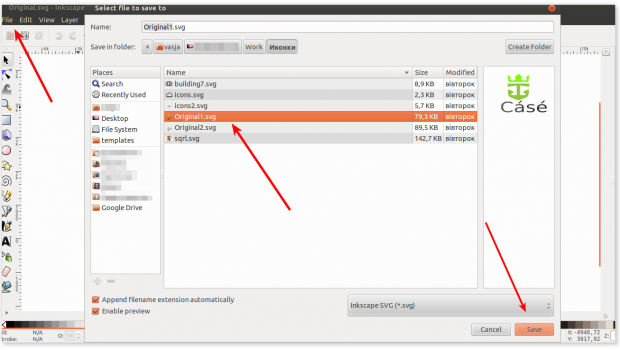 Original.svg - Inkscape
Select file to save to
File Edit View Layer
Name: Original1.svg
Save in folder: vasja Work Иконки Create Folder
Places
Search
Recently Used
Desktop
File System
templates
Google Drive
Name Size Modified
building7.svg 8,9 KB вівторок
icons.svg 2,3 KB вівторок
icons2.svg 5,7 KB вівторок
Original1.svg 79,3 KB вівторок
Original2.svg 89,5 KB вівторок
sqrl.svg 142,7 KB вівторок
Cásé
Append filename extension automatically
Enable preview
Inkscape SVG (*.svg)
Cancel Save
N/A
troke: N/A O:
X: -4946,72
Y: 3917,92 Z: